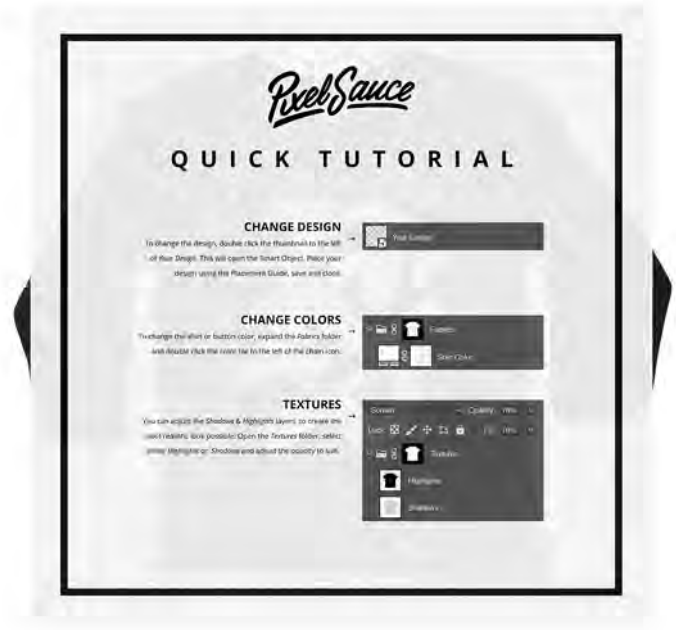 Pixel Sauce
QUICK TUTORIAL
CHANGE DESIGN
To change the design, double click the thumbnail to the left
of Your Design. This will open the Smart Object. Place your
design using the Placement Guide, save and close.
Your Design
CHANGE COLORS
To change the shirt or button color, expand the Fabrics folder
and double click the color tile to the left of the chain icon.
Fabrics
Shirt Color
TEXTURES
You can adjust the Shadows & Highlights layers, to create the
most realistic look possible. Open the Textures folder, select
either Highlights or Shadows and adjust the opacity to suit.
Screen
Opacity:
Lock:
Textures
Highlights
Shadows